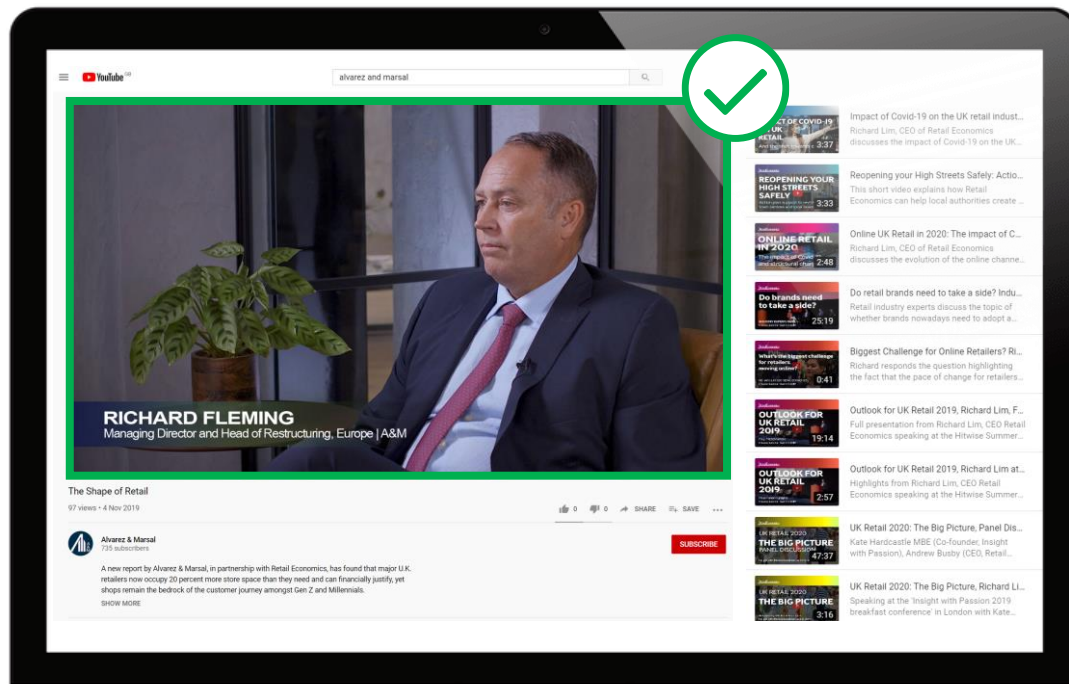 YouTube GB
alvarez and marsal
RICHARD FLEMING
Managing Director and Head of Restructuring, Europe | A&M
The Shape of Retail
97 views • 4 Nov 2019
0
0
SHARE
SAVE
Alvarez & Marsal
735 subscribers
SUBSCRIBE
A new report by Alvarez & Marsal, in partnership with Retail Economics, has found that major U.K.
retailers now occupy 20 percent more store space than they need and can financially justify, yet
shops remain the bedrock of the customer journey amongst Gen Z and Millennials.
SHOW MORE
3:37
Impact of Covid-19 on the UK retail indust...
Richard Lim, CEO of Retail Economics
discusses the impact of Covid-19 on the UK...
REOPENING YOUR
HIGH STREETS
SAFELY
3:33
Reopening your High Streets Safely: Actio...
This short video explains how Retail
Economics can help local authorities create ...
ONLINE RETAIL
IN 2020
2:48
Online UK Retail in 2020: The impact of C...
Richard Lim, CEO of Retail Economics
discusses the evolution of the online channe...
Do brands need
to take a side?
25:19
Do retail brands need to take a side? Indu...
Retail industry experts discuss the topic of
whether brands nowadays need to adopt a...
What's the biggest challenge
for retailers
moving online?
0:41
Biggest Challenge for Online Retailers? Ri...
Richard responds the question highlighting
the fact that the pace of change for retailers...
OUTLOOK FOR
UK RETAIL
2019
19:14
Outlook for UK Retail 2019, Richard Lim, F...
Full presentation from Richard Lim, CEO Retail
Economics speaking at the Hitwise Summer...
OUTLOOK FOR
UK RETAIL
2019
2:57
Outlook for UK Retail 2019, Richard Lim at...
Highlights from Richard Lim, CEO Retail
Economics speaking at the Hitwise Summer...
UK RETAIL 2020
THE BIG PICTURE
PANEL DISCUSSION
47:37
UK Retail 2020: The Big Picture, Panel Dis...
Kate Hardcastle MBE (Co-founder, Insight
with Passion), Andrew Busby (CEO, Retail...
UK RETAIL 2020
THE BIG PICTURE
3:16
UK Retail 2020: The Big Picture, Richard Li...
Speaking at the 'Insight with Passion 2019
breakfast conference' in London with Kate...